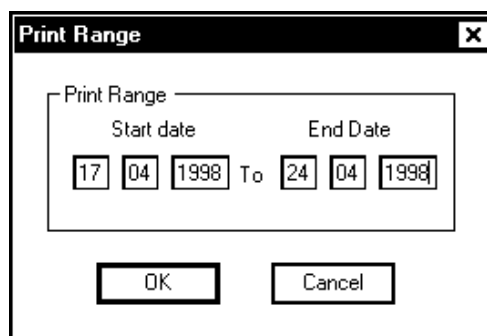 Print Range
Print Range
Start date End Date
17 04 1998 To 24 04 1998
OK Cancel